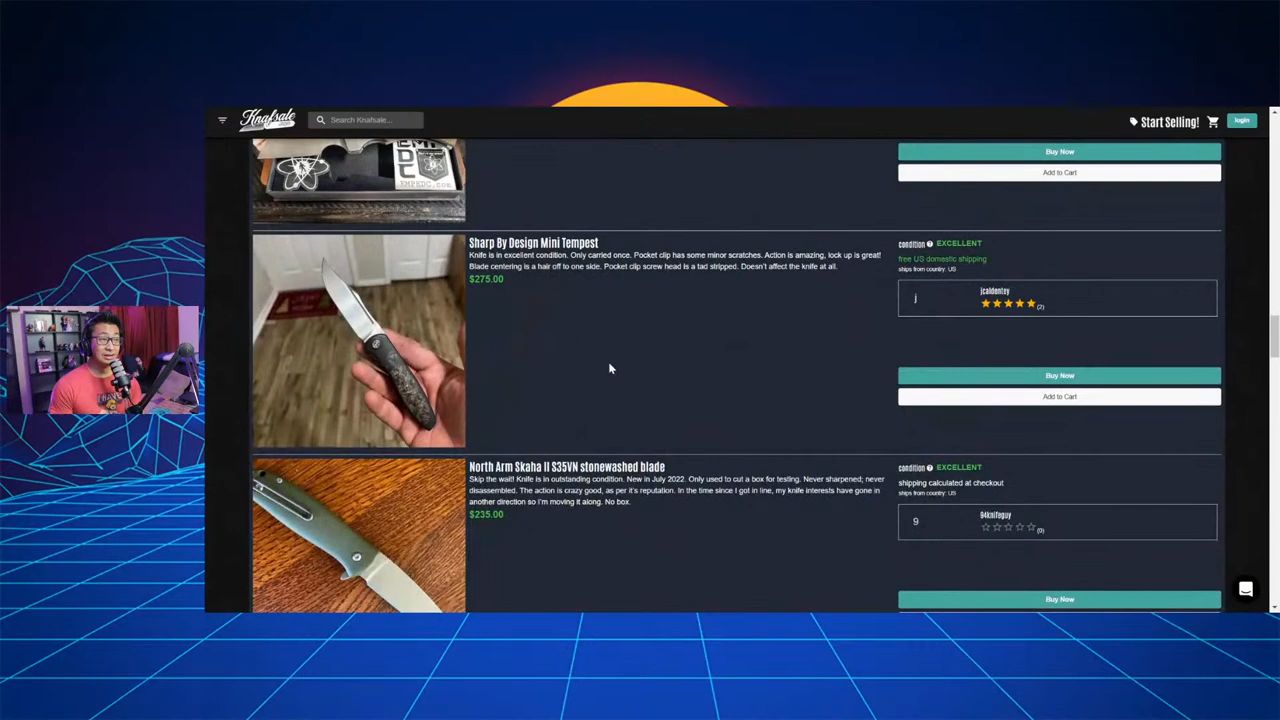 Knafsale
Search Knafsale...
Start Selling!
login
EMP
EDC
EMPEDC.com
Buy Now
Add to Cart
Sharp By Design Mini Tempest
Knife is in excellent condition. Only carried once. Pocket clip has some minor scratches. Action is amazing, lock up is great!
Blade centering is a hair off to one side. Pocket clip screw head is a tad stripped. Doesn't affect the knife at all.
$275.00
condition EXCELLENT
free US domestic shipping
ships from country: US
j
jcaldentey
(2)
Buy Now
Add to Cart
North Arm Skaha II S35VN stonewashed blade
Skip the wait! Knife is in outstanding condition. New in July 2022. Only used to cut a box for testing. Never sharpened; never
disassembled. The action is crazy good, as per it's reputation. In the time since I got in line, my knife interests have gone in
another direction so I'm moving it along. No box.
$235.00
condition EXCELLENT
shipping calculated at checkout
ships from country: US
9
94knifeguy
(0)
Buy Now